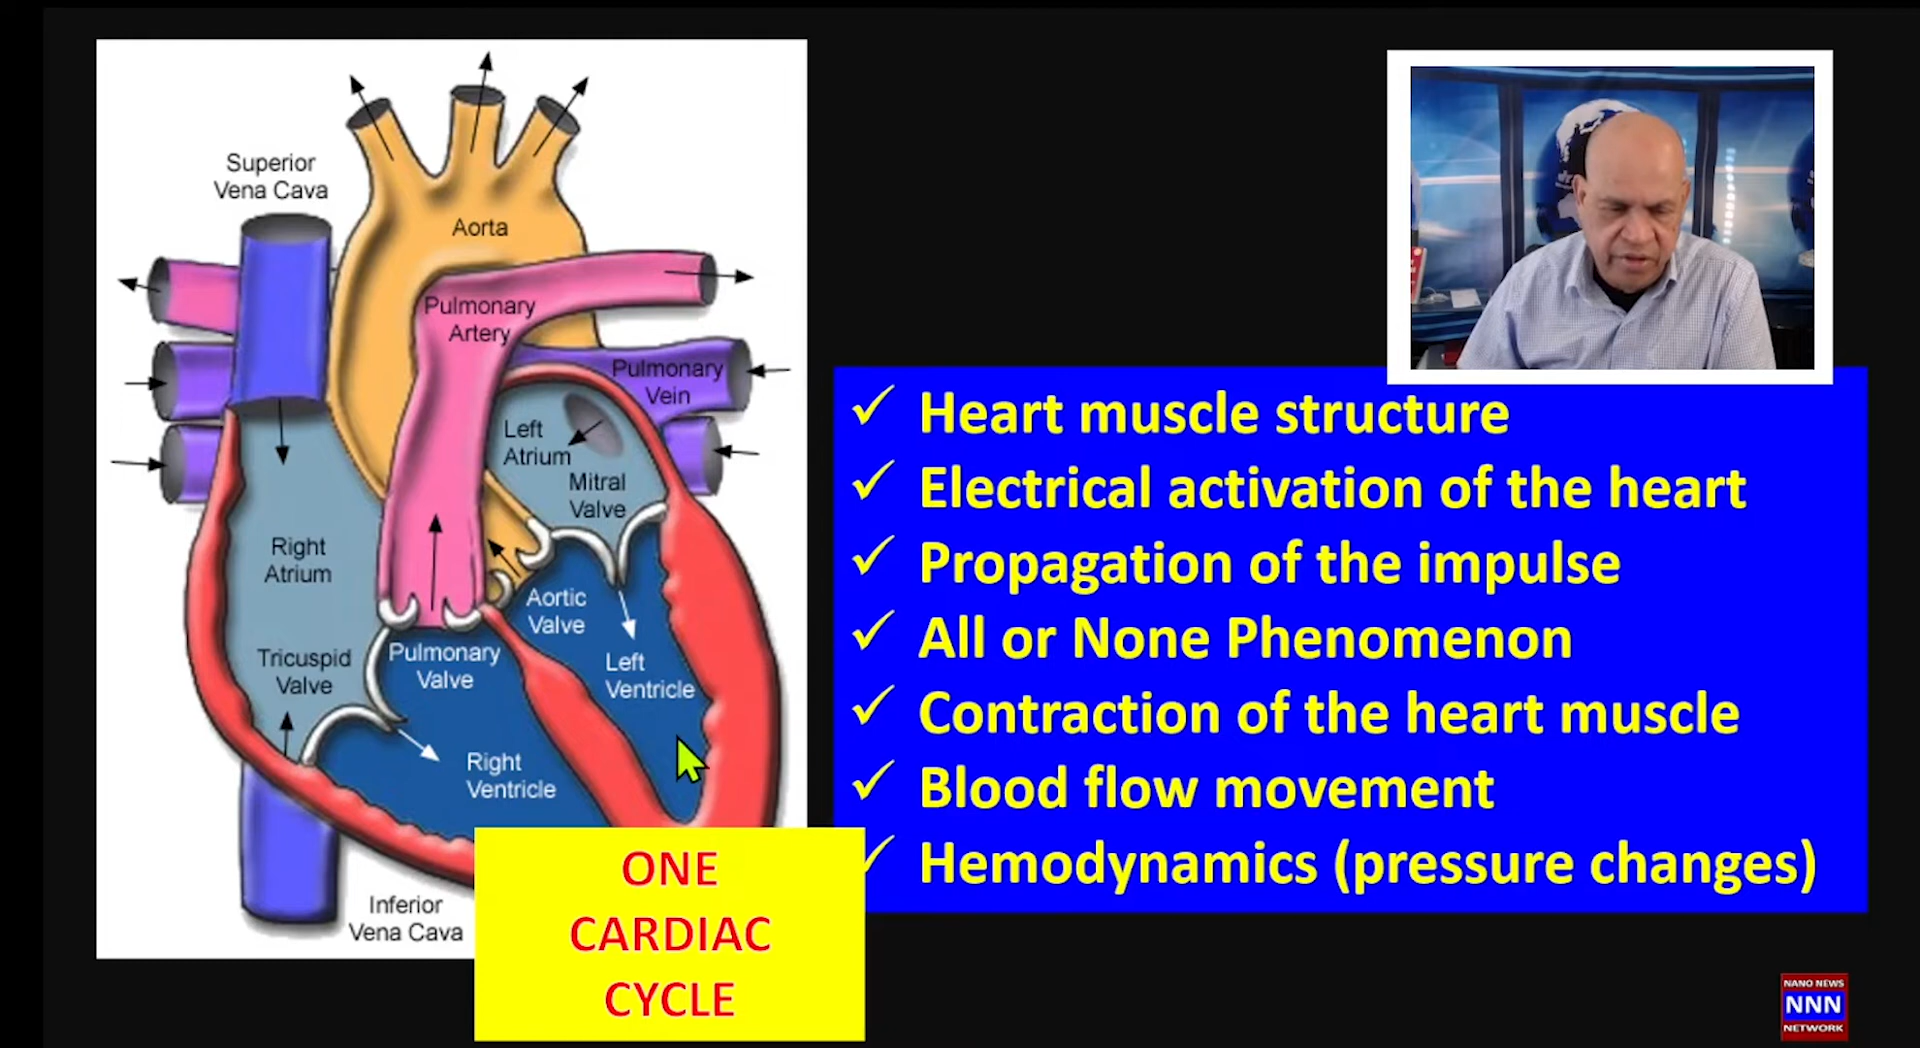 Superior
Vena Cava
Aorta
Pulmonary
Artery
Pulmonary
Vein
Left
Atrium
Mitral
Valve
Right
Atrium
Aortic
Valve
Tricuspid
Valve
Pulmonary
Valve
Left
Ventricle
Right
Ventricle
Inferior
Vena Cava
ONE
CARDIAC
CYCLE
✓ Heart muscle structure
✓ Electrical activation of the heart
✓ Propagation of the impulse
✓ All or None Phenomenon
✓ Contraction of the heart muscle
✓ Blood flow movement
✓ Hemodynamics (pressure changes)
NANO NEWS
NNN
NETWORK